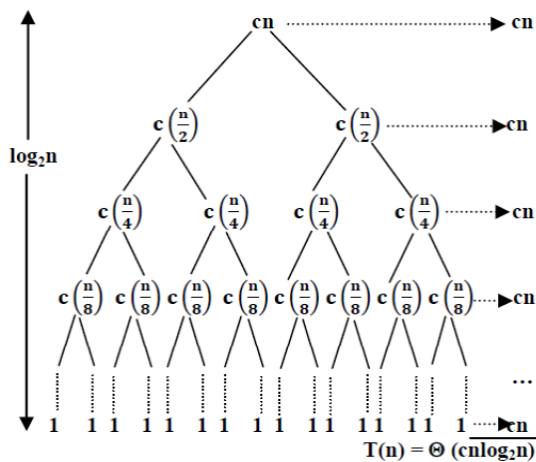 cn cn
c(n/2) c(n/2) cn
log₂n
c(n/4) c(n/4) c(n/4) c(n/4) cn
c(n/8) c(n/8) c(n/8) c(n/8) c(n/8) c(n/8) c(n/8) c(n/8) cn
...
1 1 1 1 1 1 1 1 1 1 1 1 1 1 1 1 cn
T(n) = Θ (cnlog₂n)